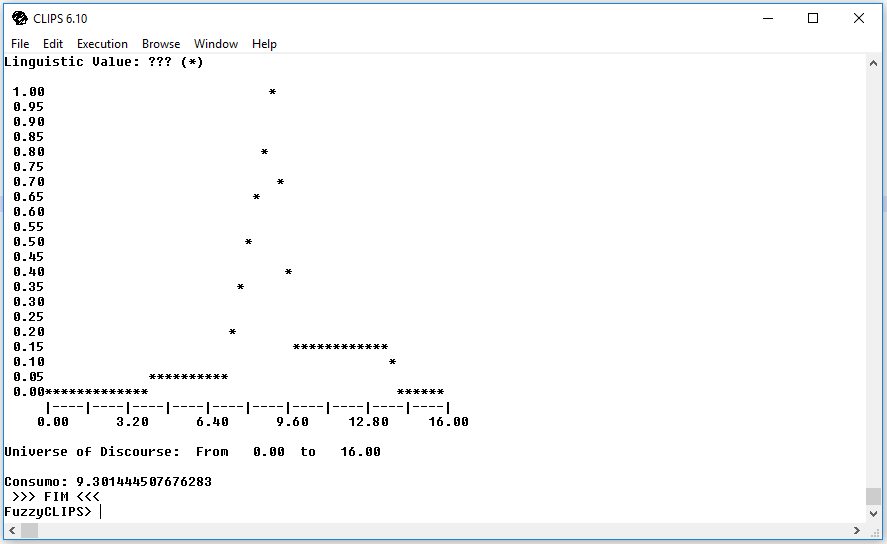 CLIPS 6.10
File Edit Execution Browse Window Help
Linguistic Value: ??? (*)
1.00                            *
0.95
0.90
0.85
0.80                           *
0.75
0.70                             *
0.65                          *
0.60
0.55
0.50                         *
0.45
0.40                              *
0.35                        *
0.30
0.25
0.20                       *
0.15                               ************
0.10                                           *
0.05             **********
0.00*************                               ******
|----|----|----|----|----|----|----|----|----|----|
0.00      3.20      6.40      9.60      12.80     16.00
Universe of Discourse:  From   0.00  to   16.00
Consumo: 9.301444507676283
>>> FIM <<<
FuzzyCLIPS>